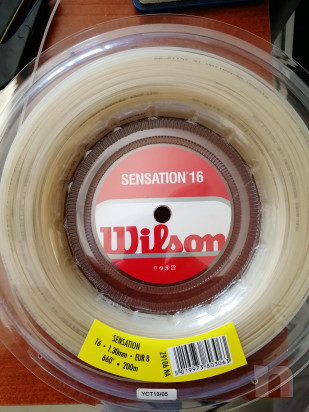 SENSATION 16
Wilson
SENSATION
16 • 1.30mm • EUR 8
660' • 200m
YCT13/05